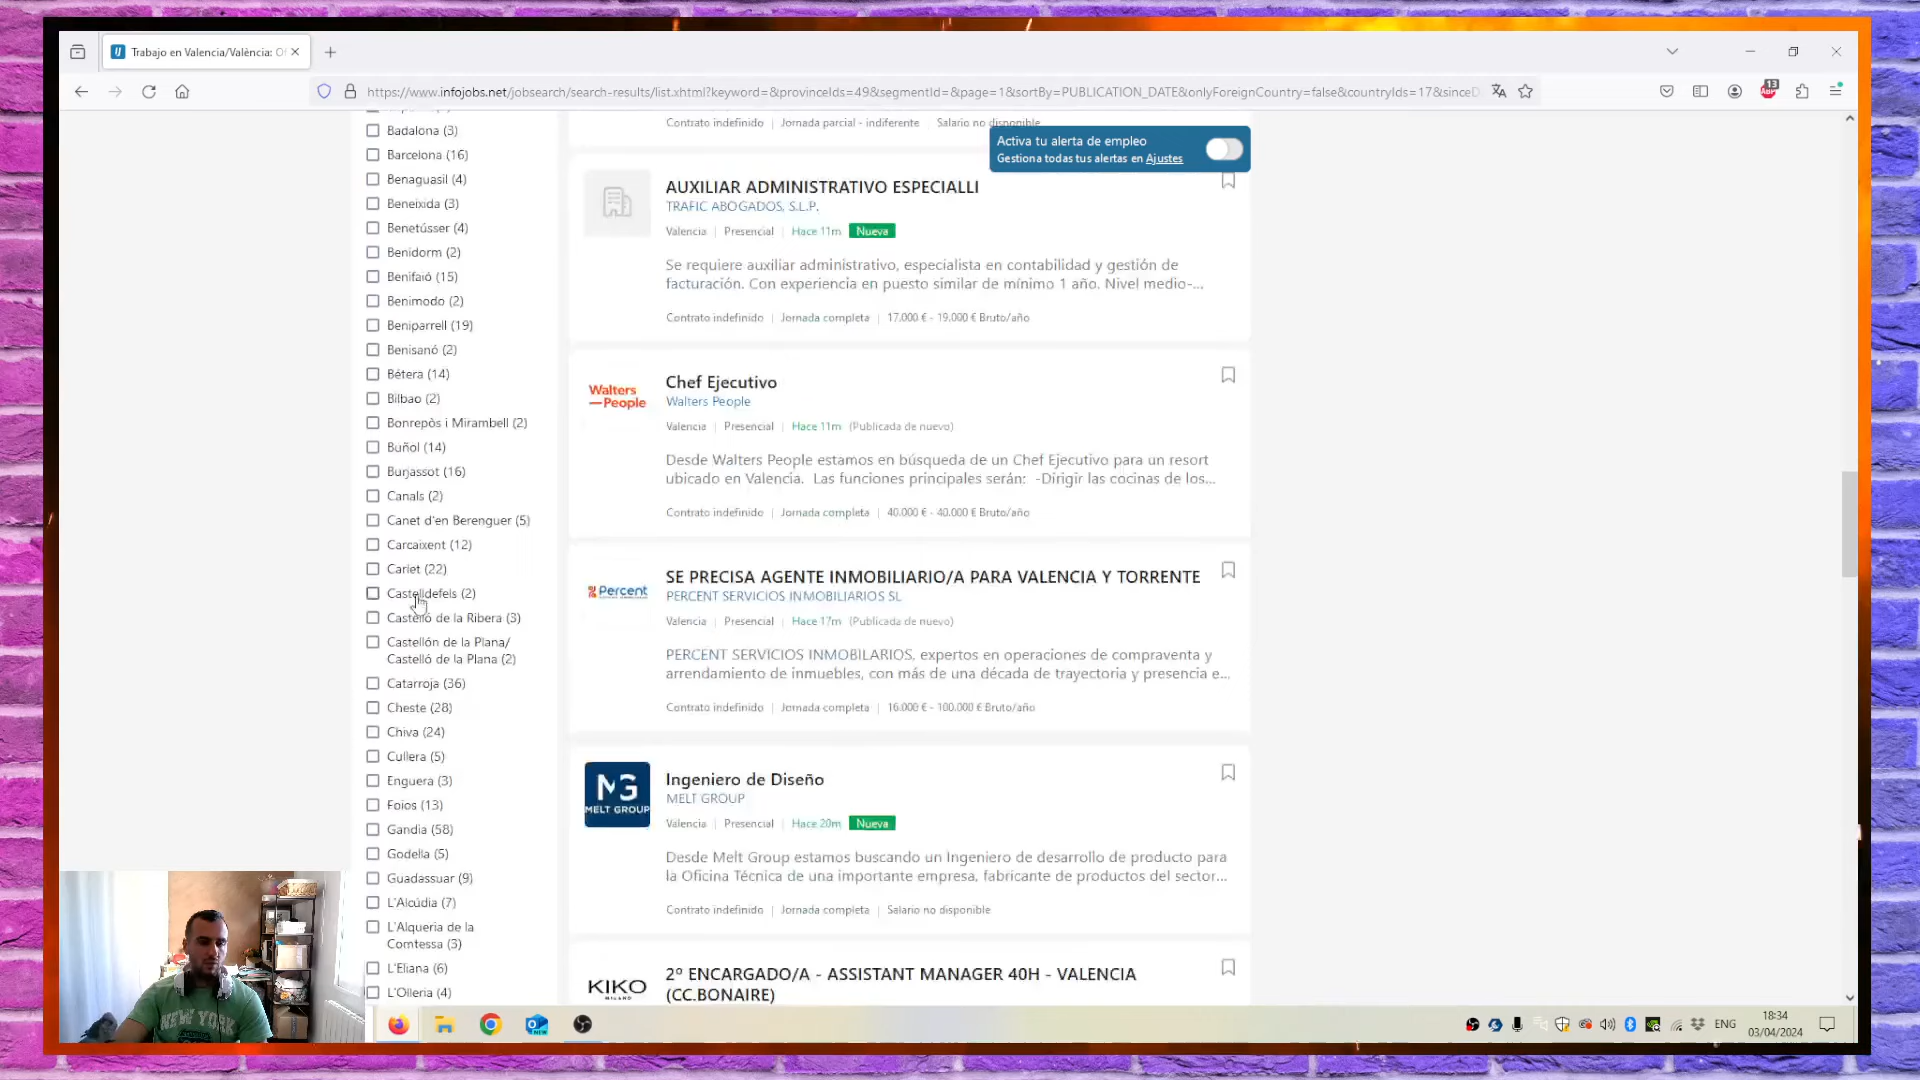 Trabajo en Valencia/València: Of
https://www.infojobs.net/jobsearch/search-results/list.xhtml?keyword=&provinceIds=49&segmentId=&page=1&sortBy=PUBLICATION_DATE&onlyForeignCountry=false&countryIds=17&sinceD
13
Badalona (3)
Barcelona (16)
Benaguasil (4)
Beneixida (3)
Benetússer (4)
Benidorm (2)
Benifaió (15)
Benimodo (2)
Beniparrell (19)
Benisanó (2)
Bétera (14)
Bilbao (2)
Bonrepòs i Mirambell (2)
Buñol (14)
Burjassot (16)
Canals (2)
Canet d'en Berenguer (5)
Carcaixent (12)
Carlet (22)
Castelldefels (2)
Castelló de la Ribera (3)
Castellón de la Plana/
Castelló de la Plana (2)
Catarroja (36)
Cheste (28)
Chiva (24)
Cullera (5)
Enguera (3)
Foios (13)
Gandia (58)
Godella (5)
Guadassuar (9)
L'Alcúdia (7)
L'Alqueria de la
Comtessa (3)
L'Eliana (6)
L'Olleria (4)
Contrato indefinido | Jornada parcial - indiferente | Salario no disponible
Activa tu alerta de empleo
Gestiona todas tus alertas en Ajustes
AUXILIAR ADMINISTRATIVO ESPECIALLI
TRAFIC ABOGADOS, S.L.P.
Valencia | Presencial | Hace 11m Nueva
Se requiere auxiliar administrativo, especialista en contabilidad y gestión de
facturación. Con experiencia en puesto similar de mínimo 1 año. Nivel medio-...
Contrato indefinido | Jornada completa | 17.000 € - 19.000 € Bruto/año
Walters
—People
Chef Ejecutivo
Walters People
Valencia | Presencial | Hace 11m (Publicada de nuevo)
Desde Walters People estamos en búsqueda de un Chef Ejecutivo para un resort
ubicado en Valencia. Las funciones principales serán: -Dirigir las cocinas de los...
Contrato indefinido | Jornada completa | 40.000 € - 40.000 € Bruto/año
Percent
SE PRECISA AGENTE INMOBILIARIO/A PARA VALENCIA Y TORRENTE
PERCENT SERVICIOS INMOBILIARIOS SL
Valencia | Presencial | Hace 17m (Publicada de nuevo)
PERCENT SERVICIOS INMOBILARIOS, expertos en operaciones de compraventa y
arrendamiento de inmuebles, con más de una década de trayectoria y presencia e...
Contrato indefinido | Jornada completa | 16.000 € - 100.000 € Bruto/año
MG
MELT GROUP
Ingeniero de Diseño
MELT GROUP
Valencia | Presencial | Hace 20m Nueva
Desde Melt Group estamos buscando un Ingeniero de desarrollo de producto para
la Oficina Técnica de una importante empresa, fabricante de productos del sector...
Contrato indefinido | Jornada completa | Salario no disponible
KIKO
MILANO
2º ENCARGADO/A - ASSISTANT MANAGER 40H - VALENCIA
(CC.BONAIRE)
NEW YORK
ENG
18:34
03/04/2024